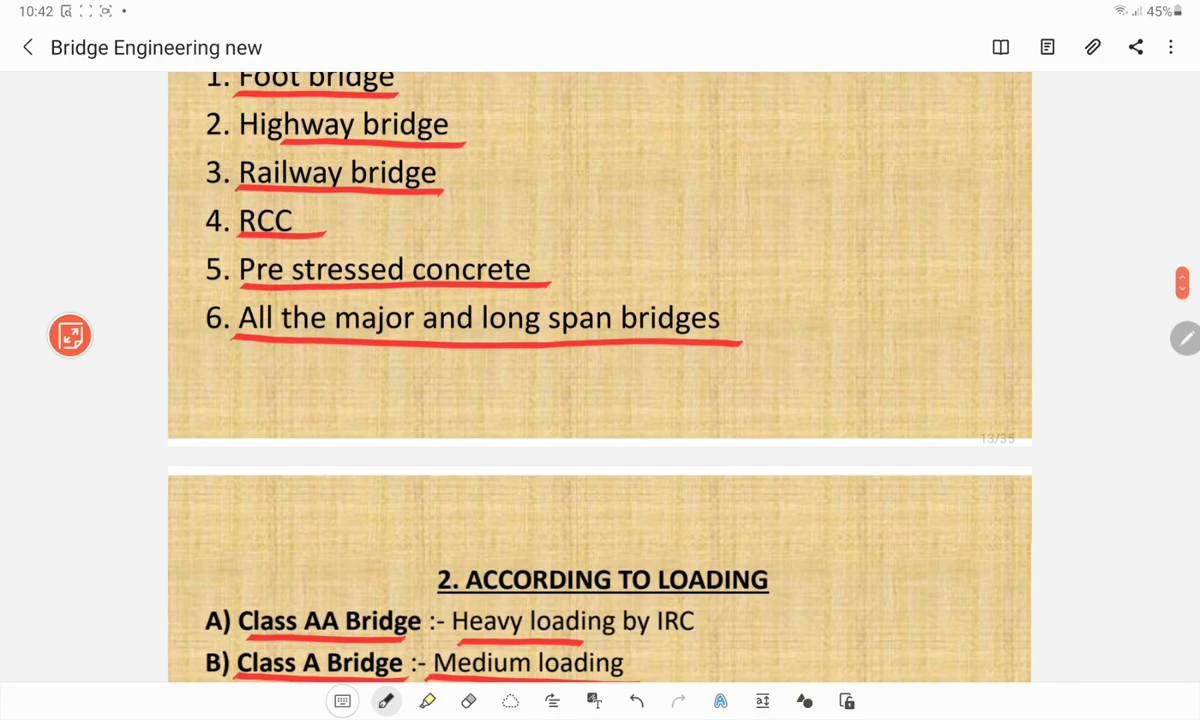 10:42
45%
Bridge Engineering new
1. Foot bridge
2. Highway bridge
3. Railway bridge
4. RCC
5. Pre stressed concrete
6. All the major and long span bridges
13/35
2. ACCORDING TO LOADING
A) Class AA Bridge :- Heavy loading by IRC
B) Class A Bridge :- Medium loading